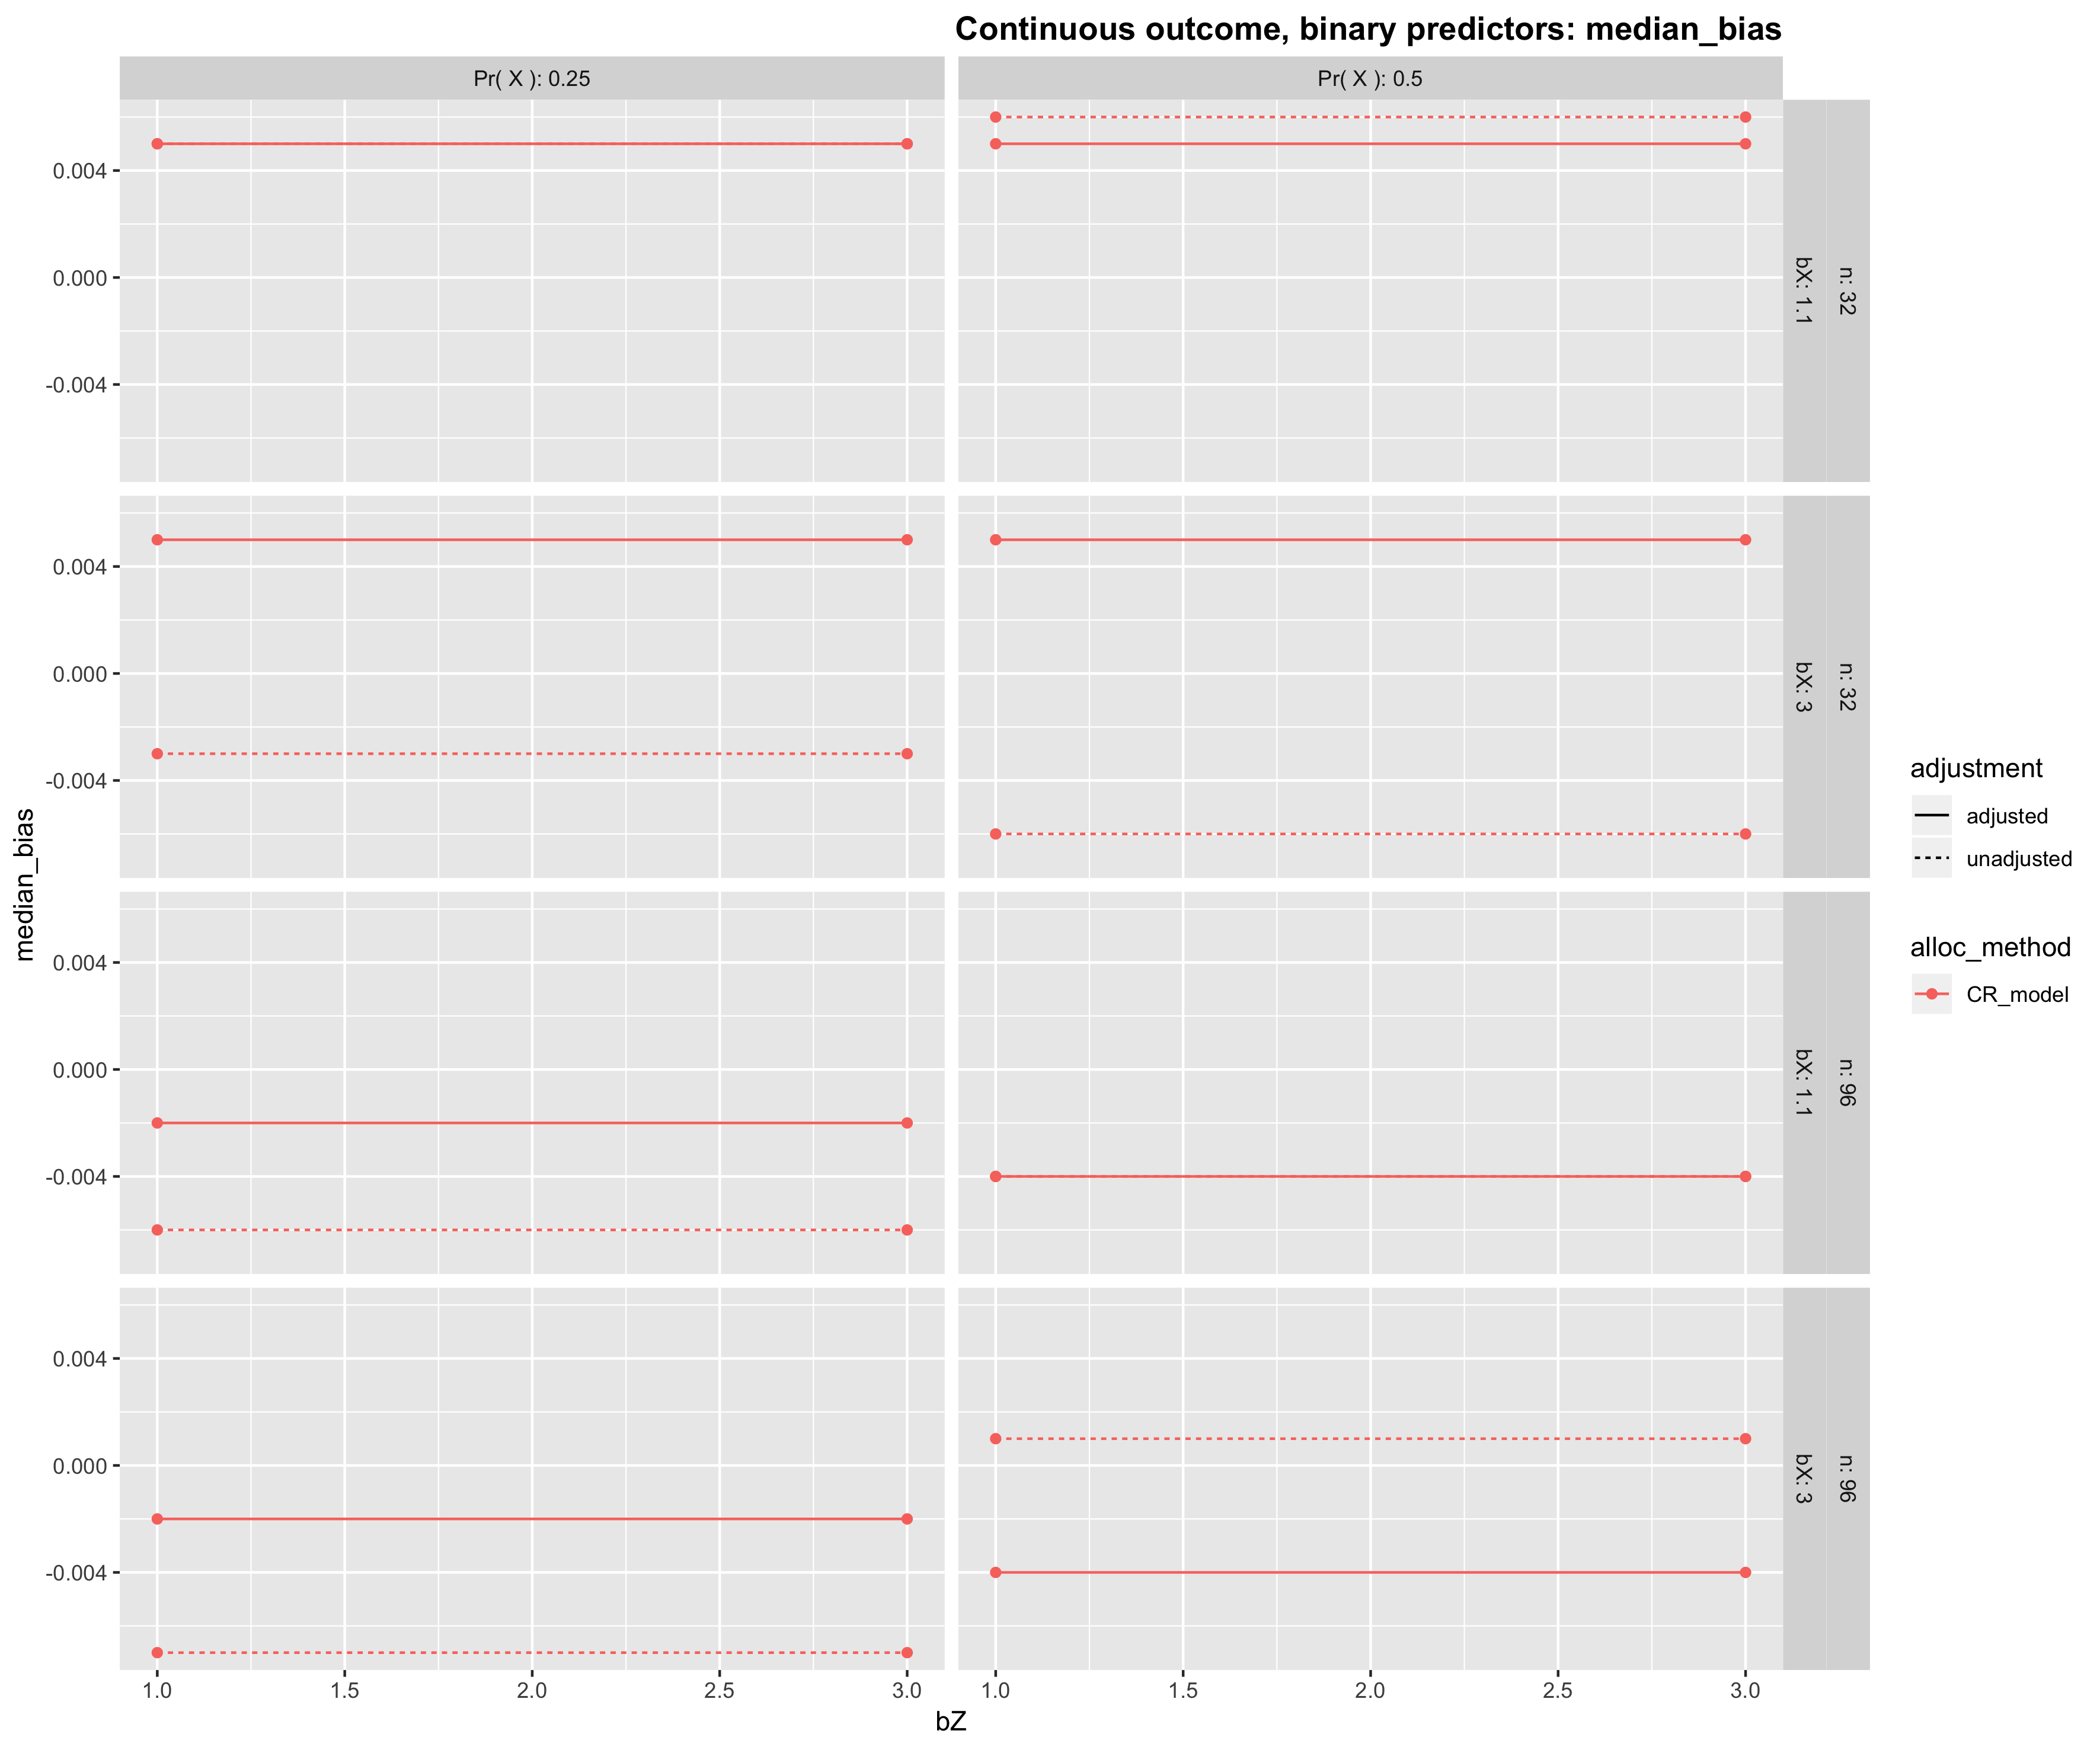 Continuous outcome, binary predictors: median_bias
Pr( X ): 0.25
Pr( X ): 0.5
0.004
0.000
-0.004
bX: 1.1
n: 32
0.004
0.000
-0.004
bX: 3
n: 32
0.004
0.000
-0.004
bX: 1.1
n: 96
0.004
0.000
-0.004
bX: 3
n: 96
median_bias
1.0 1.5 2.0 2.5 3.0
1.0 1.5 2.0 2.5 3.0
bZ
adjustment
adjusted
unadjusted
alloc_method
CR_model